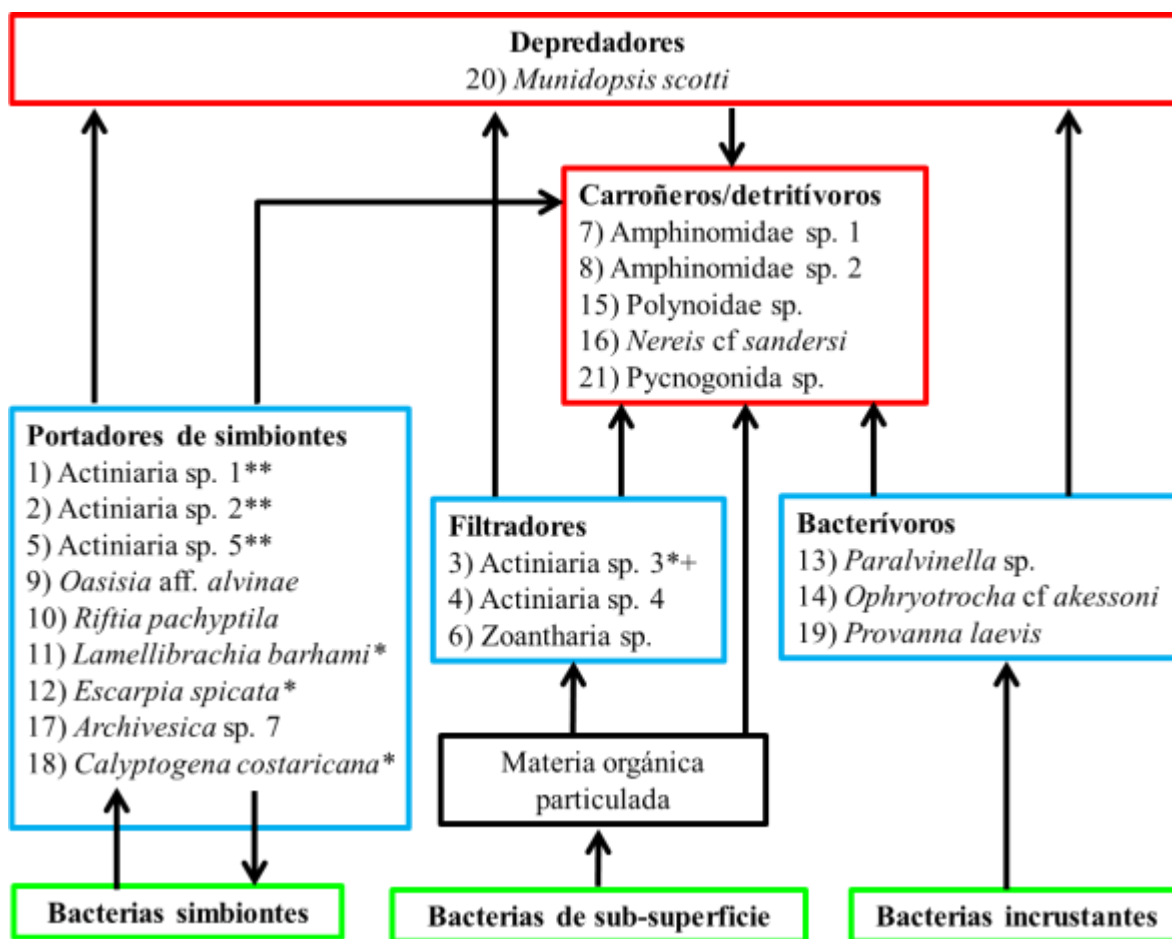 Depredadores
20) Munidopsis scotti
Carroñeros/detritívoros
7) Amphinomidae sp. 1
8) Amphinomidae sp. 2
15) Polynoidae sp.
16) Nereis cf sandersi
21) Pycnogonida sp.
Portadores de simbiontes
1) Actiniaria sp. 1**
2) Actiniaria sp. 2**
5) Actiniaria sp. 5**
9) Oasisia aff. alvinae
10) Riftia pachyptila
11) Lamellibrachia barhami*
12) Escarpia spicata*
17) Archivesica sp. 7
18) Calyptogena costaricana*
Filtradores
3) Actiniaria sp. 3*+
4) Actiniaria sp. 4
6) Zoantharia sp.
Bacterívoros
13) Paralvinella sp.
14) Ophryotrocha cf akessoni
19) Provanna laevis
Materia orgánica
particulada
Bacterias simbiontes
Bacterias de sub-superficie
Bacterias incrustantes